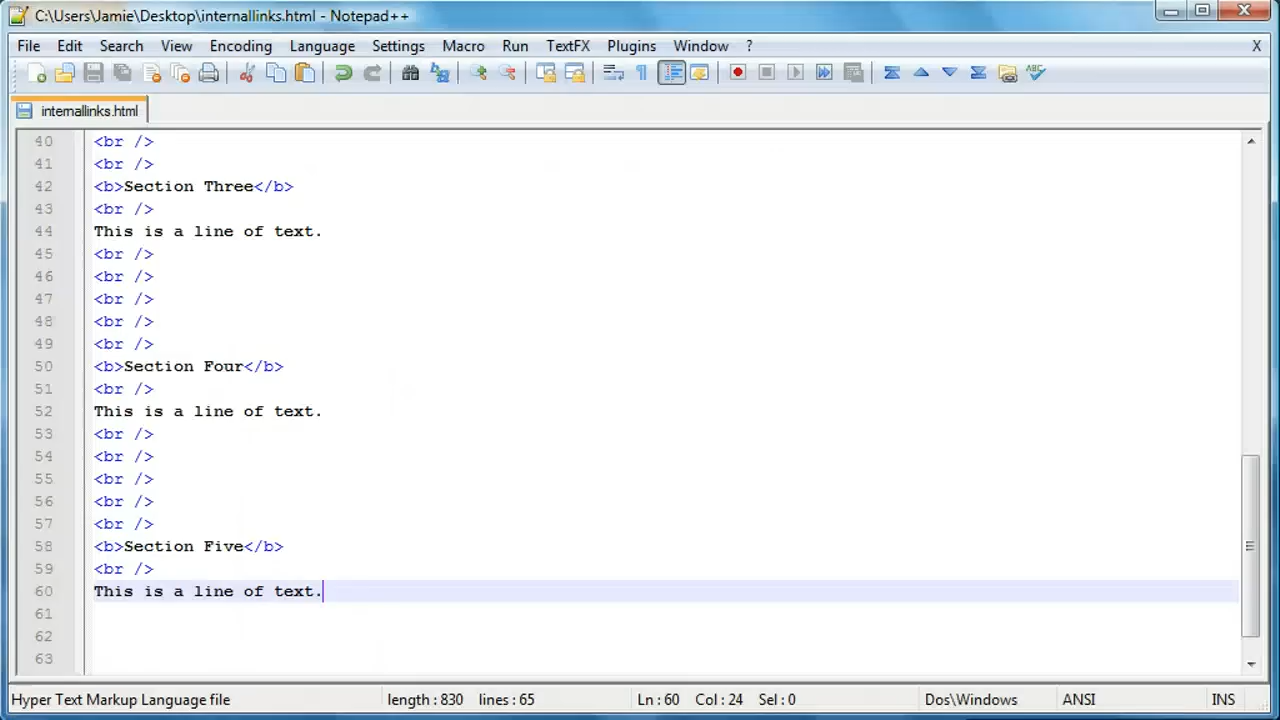 C:\Users\Jamie\Desktop\internallinks.html - Notepad++
File Edit Search View Encoding Language Settings Macro Run TextFX Plugins Window ? X
internallinks.html
40 <br />
41 <br />
42 <b>Section Three</b>
43 <br />
44 This is a line of text.
45 <br />
46 <br />
47 <br />
48 <br />
49 <br />
50 <b>Section Four</b>
51 <br />
52 This is a line of text.
53 <br />
54 <br />
55 <br />
56 <br />
57 <br />
58 <b>Section Five</b>
59 <br />
60 This is a line of text.
61
62
63
Hyper Text Markup Language file length : 830 lines : 65 Ln : 60 Col : 24 Sel : 0 Dos\Windows ANSI INS